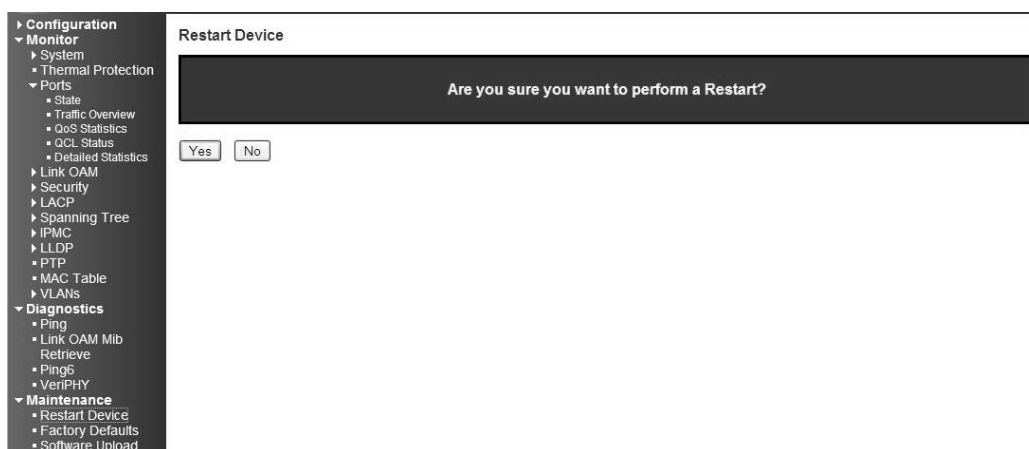 Configuration
Monitor
System
Thermal Protection
Ports
State
Traffic Overview
QoS Statistics
QCL Status
Detailed Statistics
Link OAM
Security
LACP
Spanning Tree
IPMC
LLDP
PTP
MAC Table
VLANs
Diagnostics
Ping
Link OAM Mib
Retrieve
Ping6
VeriPHY
Maintenance
Restart Device
Factory Defaults
Software Upload
Restart Device
Are you sure you want to perform a Restart?
Yes No